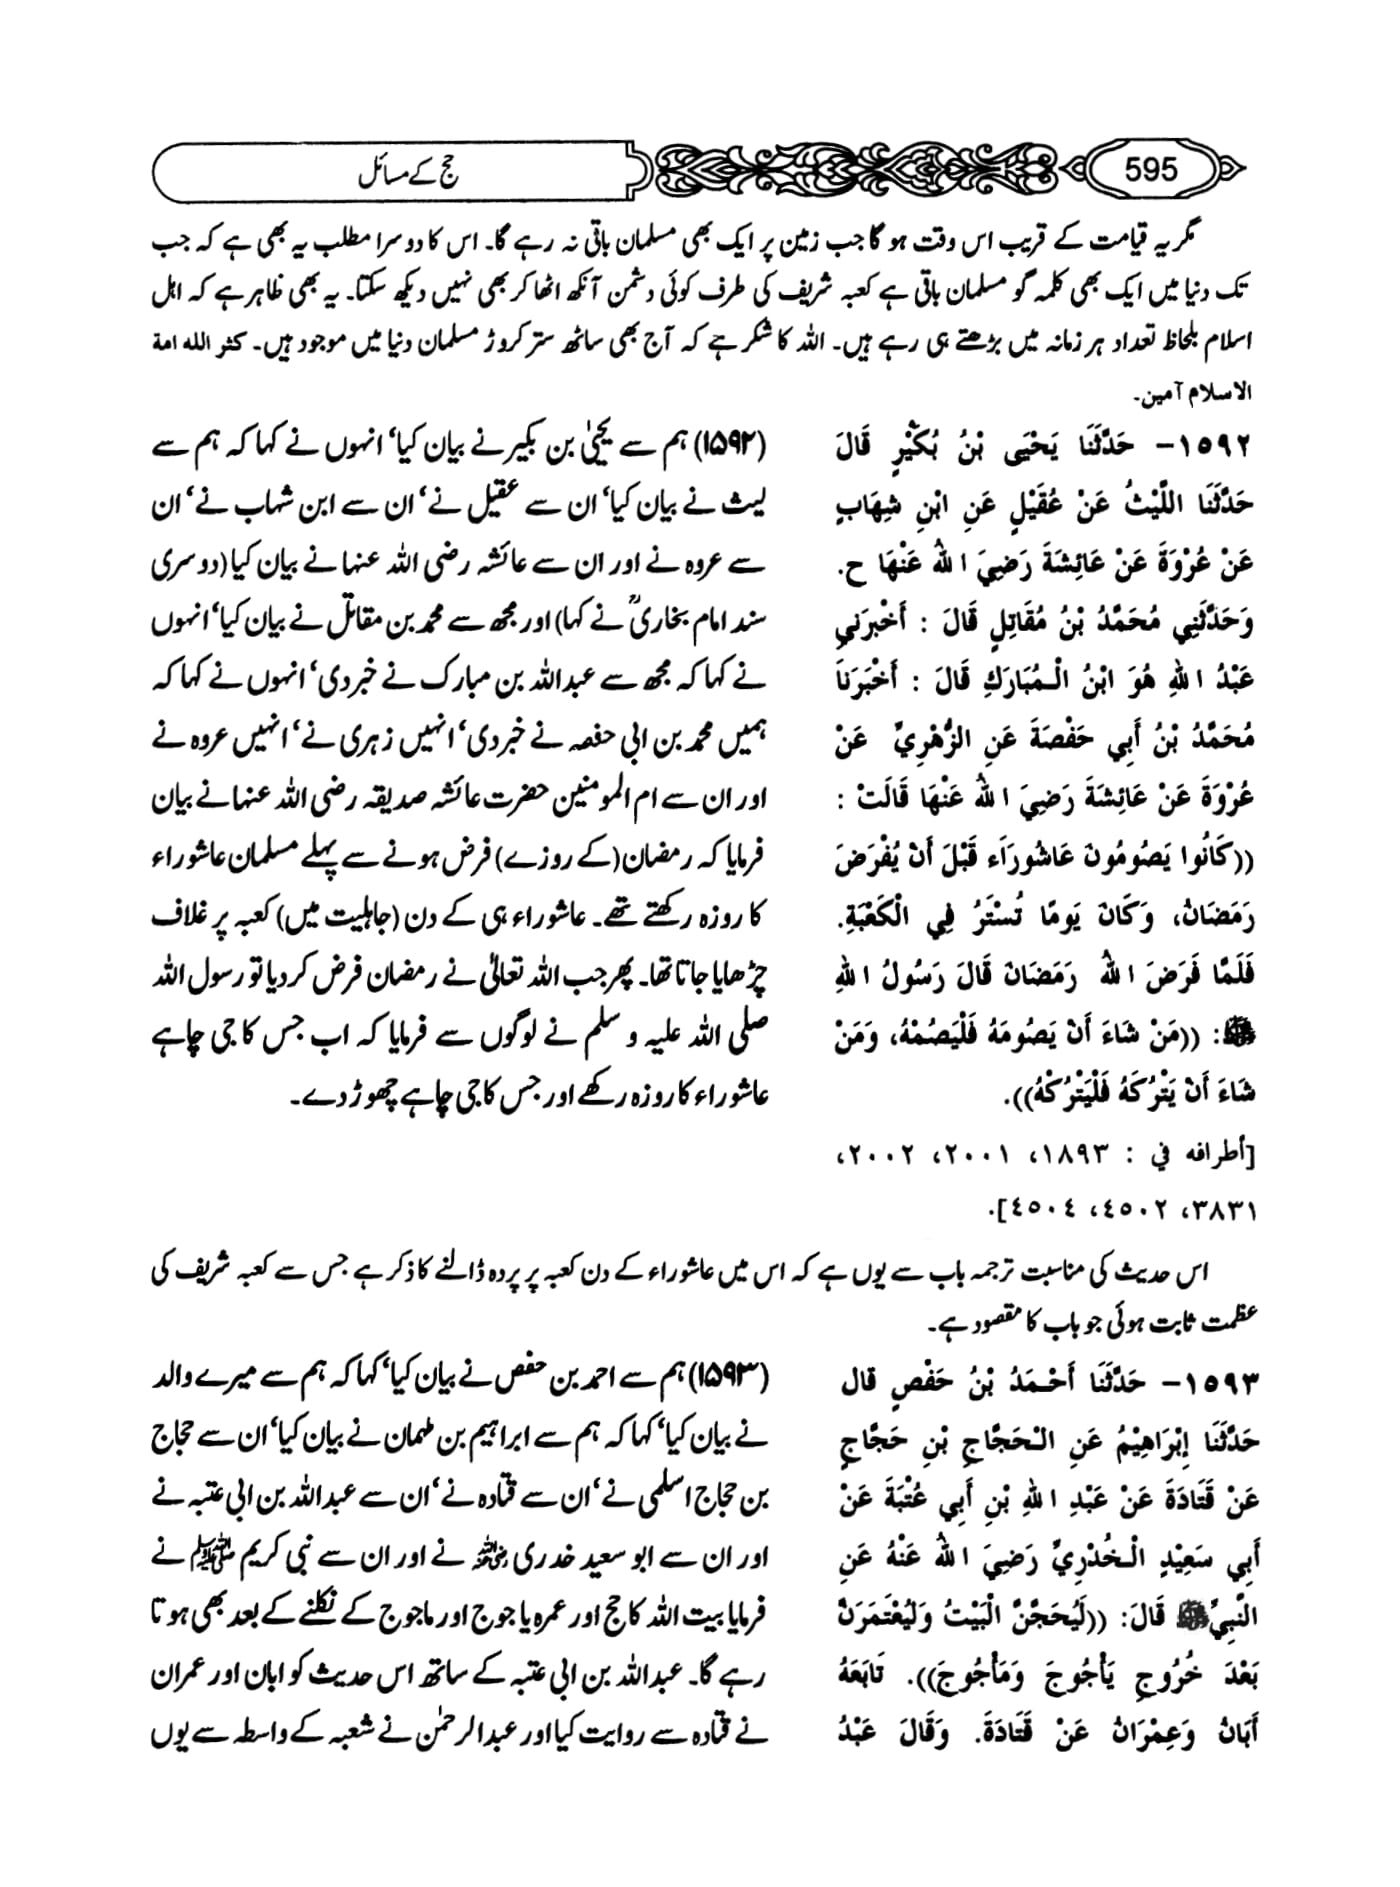 595
حج کے مسائل
مگر یہ قیامت کے قریب اس وقت ہو گا جب زمین پر ایک بھی مسلمان باقی نہ رہے گا۔ اس کا دوسرا مطلب یہ بھی ہے کہ جب
تک دنیا میں ایک بھی کلمہ گو مسلمان باقی ہے کعبہ شریف کی طرف کوئی دشمن آنکھ اٹھا کر بھی نہیں دیکھ سکتا۔ یہ بھی ظاہر ہے کہ اہل
اسلام بلحاظ تعداد ہر زمانہ میں بڑھتے ہی رہے ہیں۔ اللہ کا شکر ہے کہ آج بھی ساٹھ ستر کروڑ مسلمان دنیا میں موجود ہیں۔ کثر اللہ امۃ
الاسلام آمین۔
١٥٩٢- حَدَّثَنَا يَحْيَى بْنُ بُكَيْرٍ قَالَ
حَدَّثَنَا اللَّيْثُ عَنْ عُقَيْلٍ عَنِ ابْنِ شِهَابٍ
عَنْ عُرْوَةَ عَنْ عَائِشَةَ رَضِيَ اللهُ عَنْهَا ح.
وَحَدَّثَنِي مُحَمَّدُ بْنُ مُقَاتِلٍ قَالَ : أَخْبَرَنِي
عَبْدُ اللهِ هُوَ ابْنُ الْمُبَارَكِ قَالَ : أَخْبَرَنَا
مُحَمَّدُ بْنُ أَبِي حَفْصَةَ عَنِ الزُّهْرِيِّ عَنْ
عُرْوَةَ عَنْ عَائِشَةَ رَضِيَ اللهُ عَنْهَا قَالَتْ :
((كَانُوا يَصُومُونَ عَاشُورَاءَ قَبْلَ أَنْ يُفْرَضَ
رَمَضَانُ، وَكَانَ يَومًا تُسْتَرُ فِي الْكَعْبَةِ.
فَلَمَّا فَرَضَ اللهُ رَمَضَانَ قَالَ رَسُولُ اللهِ
ﷺ: ((مَنْ شَاءَ أَنْ يَصُومَهُ فَلْيَصُمْهُ، وَمَنْ
شَاءَ أَنْ يَتْرُكَهُ فَلْيَتْرُكْهُ)).
[أطرافه في : ١٨٩٣، ٢٠٠١، ٢٠٠٢،
٣٨٣١، ٤٥٠٢، ٤٥٠٤].
(۱۵۹۲) ہم سے یحییٰ بن بکیر نے بیان کیا‘ انہوں نے کہا کہ ہم سے
لیث نے بیان کیا‘ ان سے عقیل نے‘ ان سے ابن شہاب نے‘ ان
سے عروہ نے اور ان سے عائشہ رضی اللہ عنہا نے بیان کیا (دوسری
سند امام بخاریؒ نے کہا) اور مجھ سے محمد بن مقاتل نے بیان کیا‘ انہوں
نے کہا کہ مجھ سے عبداللہ بن مبارک نے خبر دی‘ انہوں نے کہا کہ
ہمیں محمد بن ابی حفصہ نے خبر دی‘ انہیں زہری نے‘ انہیں عروہ نے
اور ان سے ام المومنین حضرت عائشہ صدیقہ رضی اللہ عنہا نے بیان
فرمایا کہ رمضان (کے روزے) فرض ہونے سے پہلے مسلمان عاشوراء
کا روزہ رکھتے تھے۔ عاشوراء ہی کے دن (جاہلیت میں) کعبہ پر غلاف
چڑھایا جاتا تھا۔ پھر جب اللہ تعالیٰ نے رمضان فرض کر دیا تو رسول اللہ
صلی اللہ علیہ و سلم نے لوگوں سے فرمایا کہ اب جس کا جی چاہے
عاشوراء کا روزہ رکھے اور جس کا جی چاہے چھوڑ دے۔
اس حدیث کی مناسبت ترجمہ باب سے یوں ہے کہ اس میں عاشوراء کے دن کعبہ پر پردہ ڈالنے کا ذکر ہے جس سے کعبہ شریف کی
عظمت ثابت ہوئی جو باب کا مقصود ہے۔
١٥٩٣- حَدَّثَنَا أَحْمَدُ بْنُ حَفْصٍ قال
حَدَّثَنَا إِبْرَاهِيْمُ عَنِ الْحَجَّاجِ بْنِ حَجَّاجٍ
عَنْ قَتَادَةَ عَنْ عَبْدِ اللهِ بْنِ أَبِي عُتْبَةَ عَنْ
أَبِي سَعِيْدٍ الْخُدْرِيِّ رَضِيَ اللهُ عَنْهُ عَنِ
النَّبِيِّ ﷺ قَالَ: ((لَيُحَجَّنَّ الْبَيْتُ وَلَيُعْتَمَرَنَّ
بَعْدَ خُرُوجِ يَأْجُوجَ وَمَأْجُوجَ)). تَابَعَهُ
أَبَانُ وَعِمْرَانُ عَنْ قَتَادَةَ. وَقَالَ عَبْدُ
(۱۵۹۳) ہم سے احمد بن حفص نے بیان کیا‘ کہا کہ ہم سے میرے والد
نے بیان کیا‘ کہا کہ ہم سے ابراہیم بن طہمان نے بیان کیا‘ ان سے حجاج
بن حجاج اسلمی نے‘ ان سے قتادہ نے‘ ان سے عبداللہ بن ابی عتبہ نے
اور ان سے ابو سعید خدری رضی اللہ عنہ نے اور ان سے نبی کریم ﷺ نے
فرمایا بیت اللہ کا حج اور عمرہ یاجوج اور ماجوج کے نکلنے کے بعد بھی ہوتا
رہے گا۔ عبداللہ بن ابی عتبہ کے ساتھ اس حدیث کو ابان اور عمران
نے قتادہ سے روایت کیا اور عبدالرحمٰن نے شعبہ کے واسطہ سے یوں